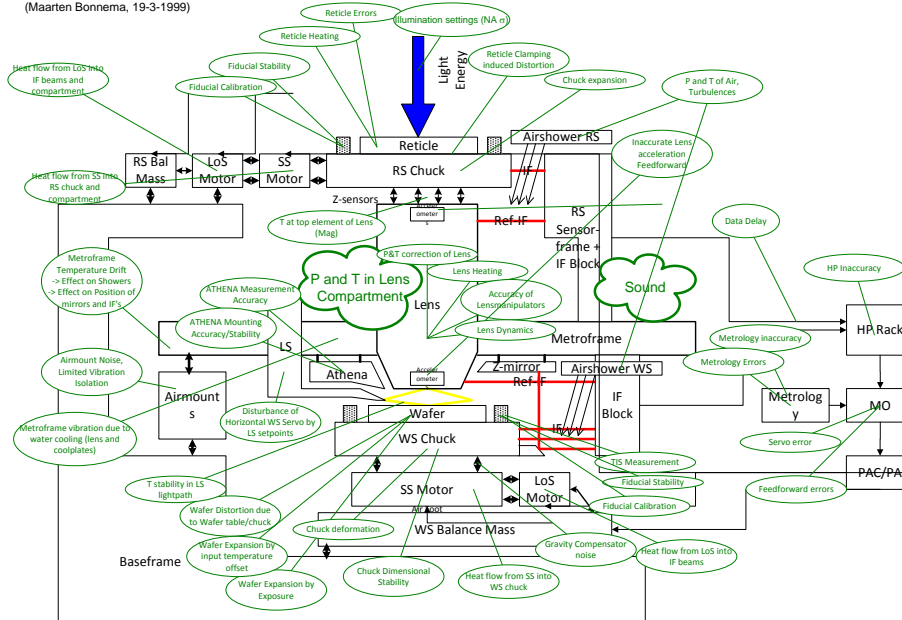 (Maarten Bonnema, 19-3-1999)
Reticle Errors
Illumination settings (NA σ)
Reticle Heating
Light
Energy
Reticle Clamping
induced Distortion
Heat flow from LoS into
IF beams and
compartment
Fiducial Stability
Fiducial Calibration
Chuck expansion
P and T of Air,
Turbulences
Reticle
Airshower RS
RS Bal
Mass
LoS
Motor
SS
Motor
RS Chuck
IF
Inaccurate Lens
acceleration
Feedforward
Heat flow from SS into
RS chuck and
compartment
Z-sensors
ometer
T at top element of Lens
(Mag)
Ref-IF
RS
Sensor-
frame +
IF Block
Data Delay
P&T correction of Lens
Metroframe
Temperature Drift
-> Effect on Showers
-> Effect on Position of
mirrors and IF's
Lens Heating
HP Inaccuracy
P and T in Lens
Compartment
ATHENA Measurement
Accuracy
Lens
Accuracy of
Lensmanipulators
Sound
ATHENA Mounting
Accuracy/Stability
Lens Dynamics
Metroframe
HP Rack
Metrology inaccuracy
LS
Metrology Errors
Airmount Noise,
Limited Vibration
Isolation
Athena
Z-mirror
Airshower WS
Acceler
ometer
Airmount
s
Wafer
IF
Block
Metrolog
y
MO
Disturbance of
Horizontal WS Servo by
LS setpoints
WS Chuck
IF
Servo error
Metroframe vibration due to
water cooling (lens and
coolplates)
TIS Measurement
PAC/PA
T stability in LS
lightpath
SS Motor
LoS
Motor
Fiducial Stability
Fiducial Calibration
Feedforward errors
Wafer Distortion due
to Wafer table/chuck
Chuck deformation
WS Balance Mass
Baseframe
Wafer Expansion by
input temperature
offset
Gravity Compensator
noise
Heat flow from LoS into
IF beams
Wafer Expansion by
Exposure
Chuck Dimensional
Stability
Heat flow from SS into
WS chuck